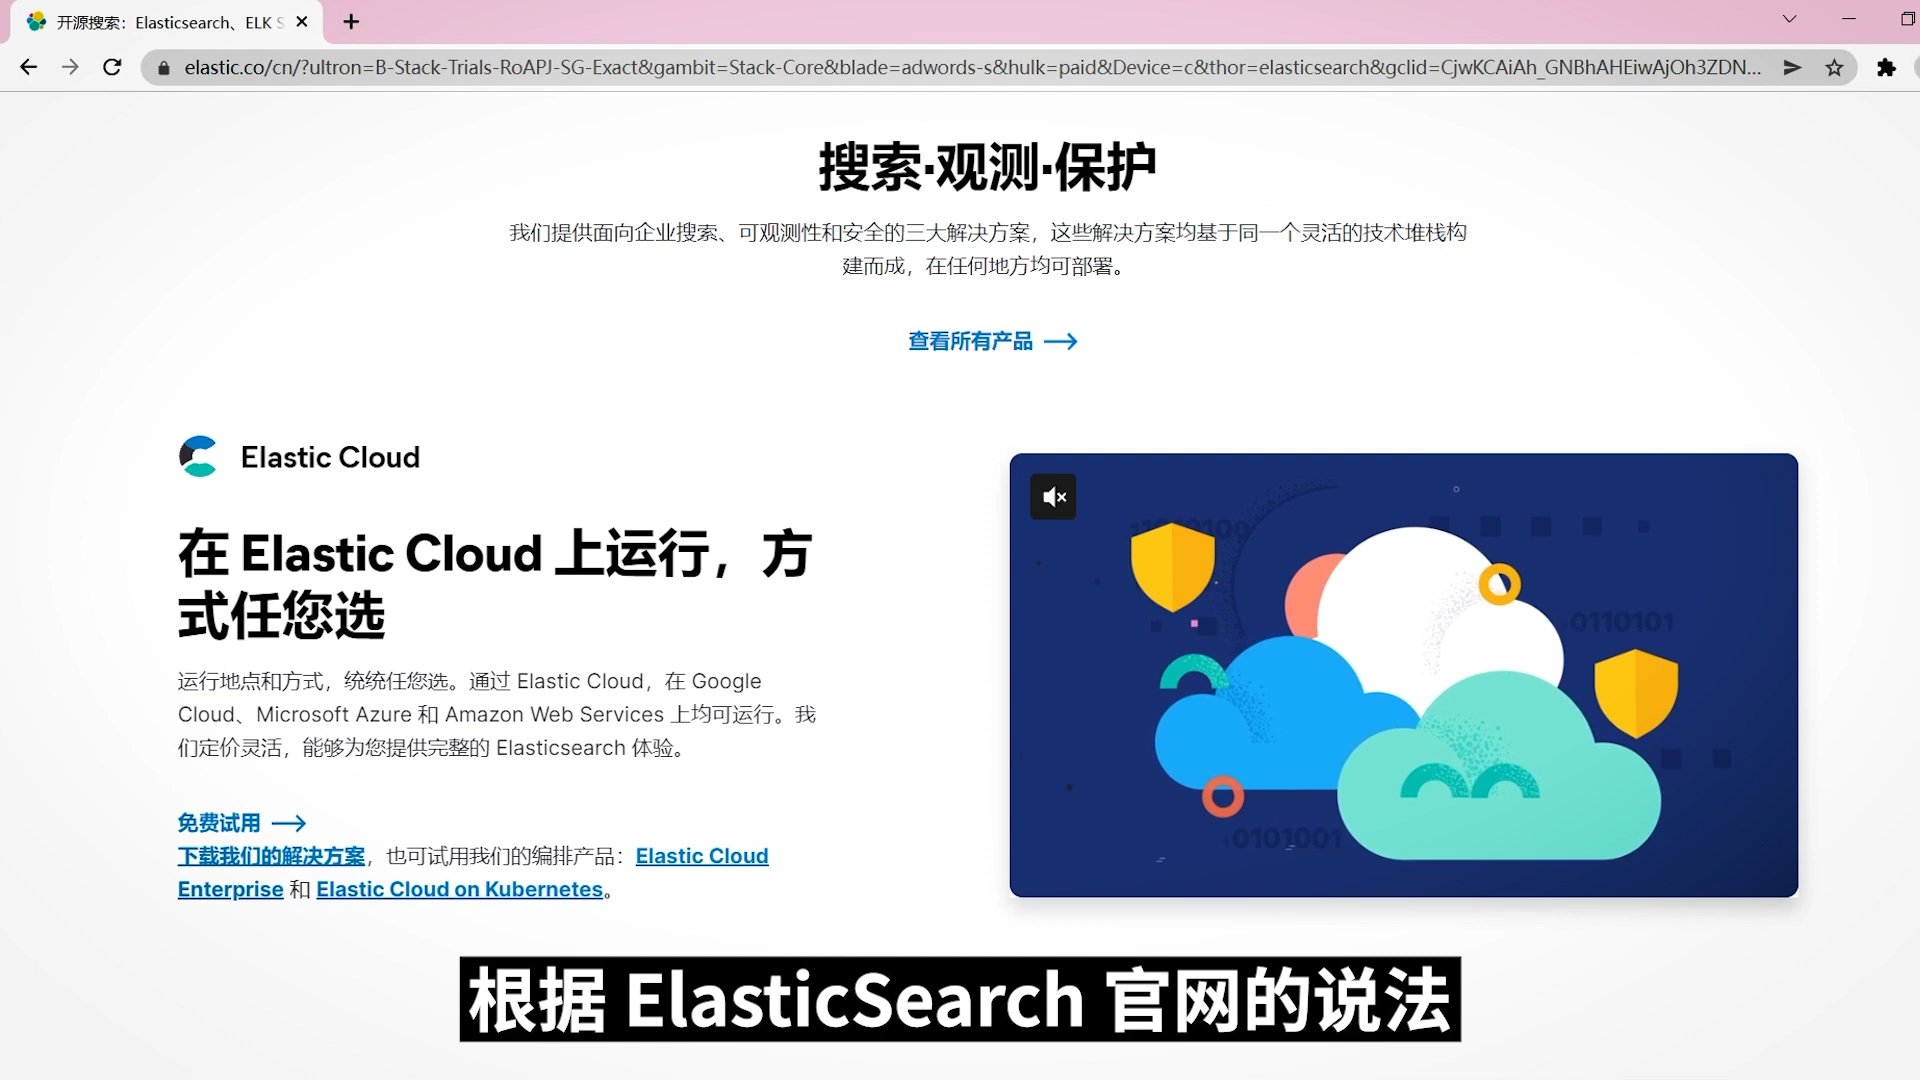 开源搜索：Elasticsearch、ELK S
elastic.co/cn/?ultron=B-Stack-Trials-RoAPJ-SG-Exact&gambit=Stack-Core&blade=adwords-s&hulk=paid&Device=c&thor=elasticsearch&gclid=CjwKCAiAh_GNBhAHEiwAjOh3ZDN...
搜索·观测·保护
我们提供面向企业搜索、可观测性和安全的三大解决方案，这些解决方案均基于同一个灵活的技术堆栈构
建而成，在任何地方均可部署。
查看所有产品
Elastic Cloud
在 Elastic Cloud 上运行，方
式任您选
运行地点和方式，统统任您选。通过 Elastic Cloud，在 Google
Cloud、Microsoft Azure 和 Amazon Web Services 上均可运行。我
们定价灵活，能够为您提供完整的 Elasticsearch 体验。
免费试用
下载我们的解决方案，也可试用我们的编排产品：Elastic Cloud
Enterprise 和 Elastic Cloud on Kubernetes。
0110101
0101001
根据 ElasticSearch 官网的说法